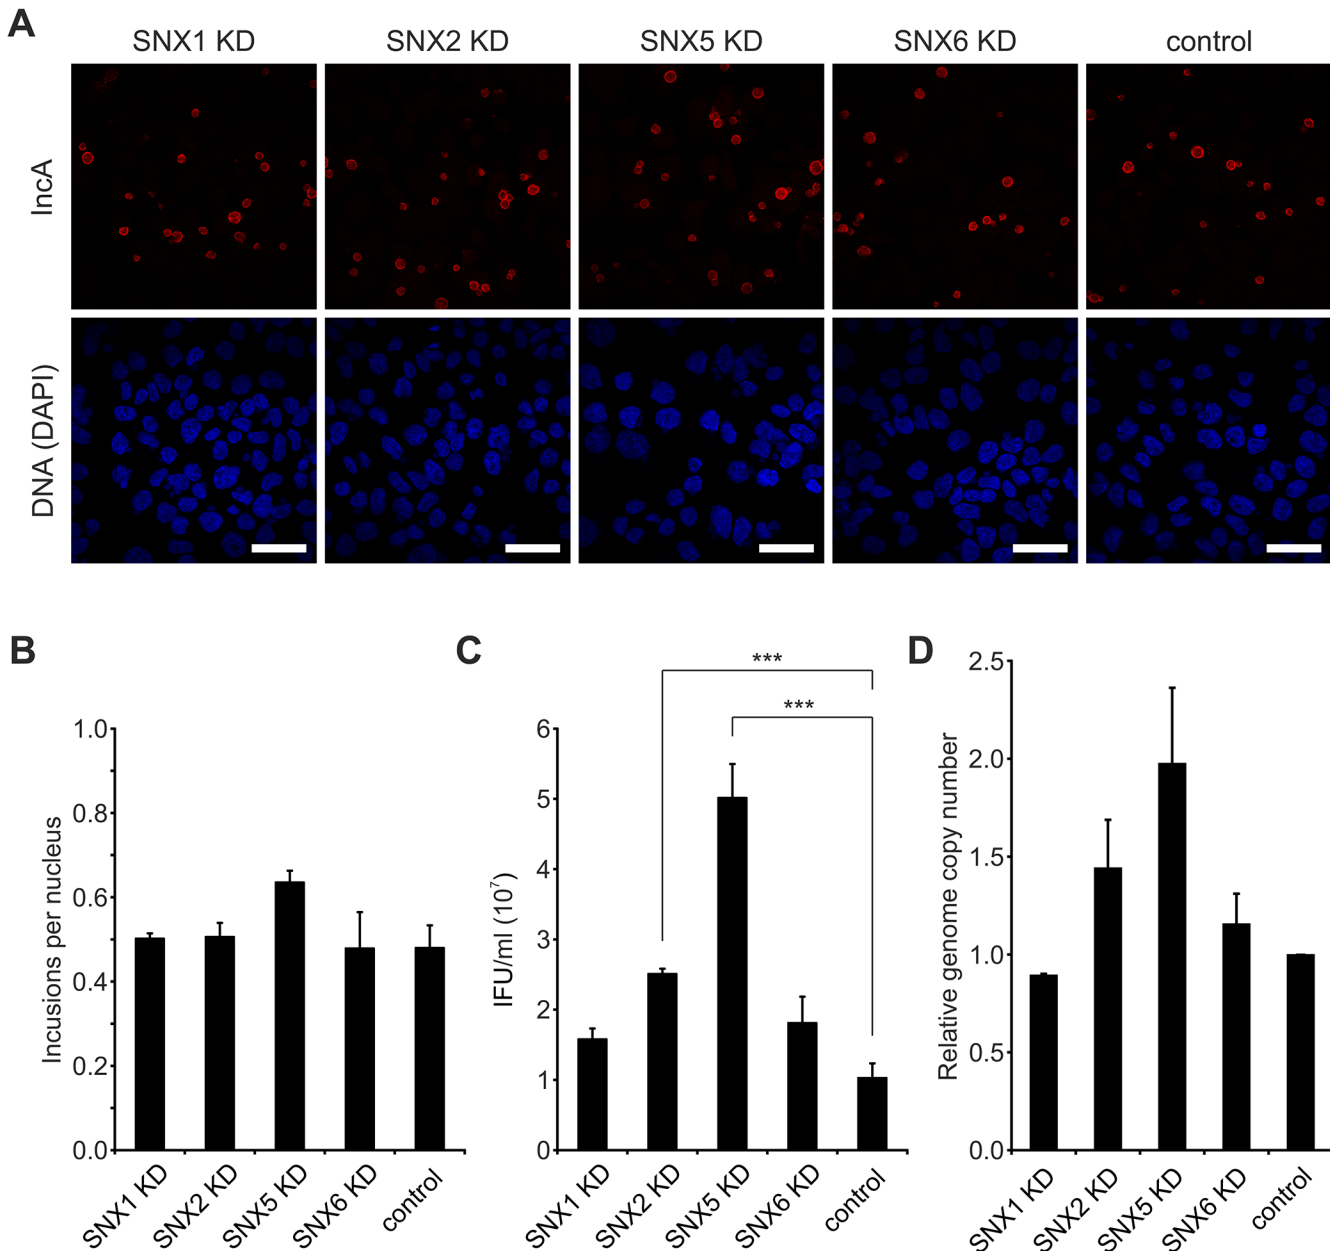 A
SNX1 KD SNX2 KD SNX5 KD SNX6 KD control
IncA
DNA (DAPI)
B
Incusions per nucleus
1.0
0.8
0.6
0.4
0.2
0.0
SNX1 KD SNX2 KD SNX5 KD SNX6 KD control
C
IFU/ml (10⁷)
6
5
4
3
2
1
0
***
***
SNX1 KD SNX2 KD SNX5 KD SNX6 KD control
D
Relative genome copy number
2.5
2.0
1.5
1.0
0.5
0.0
SNX1 KD SNX2 KD SNX5 KD SNX6 KD control